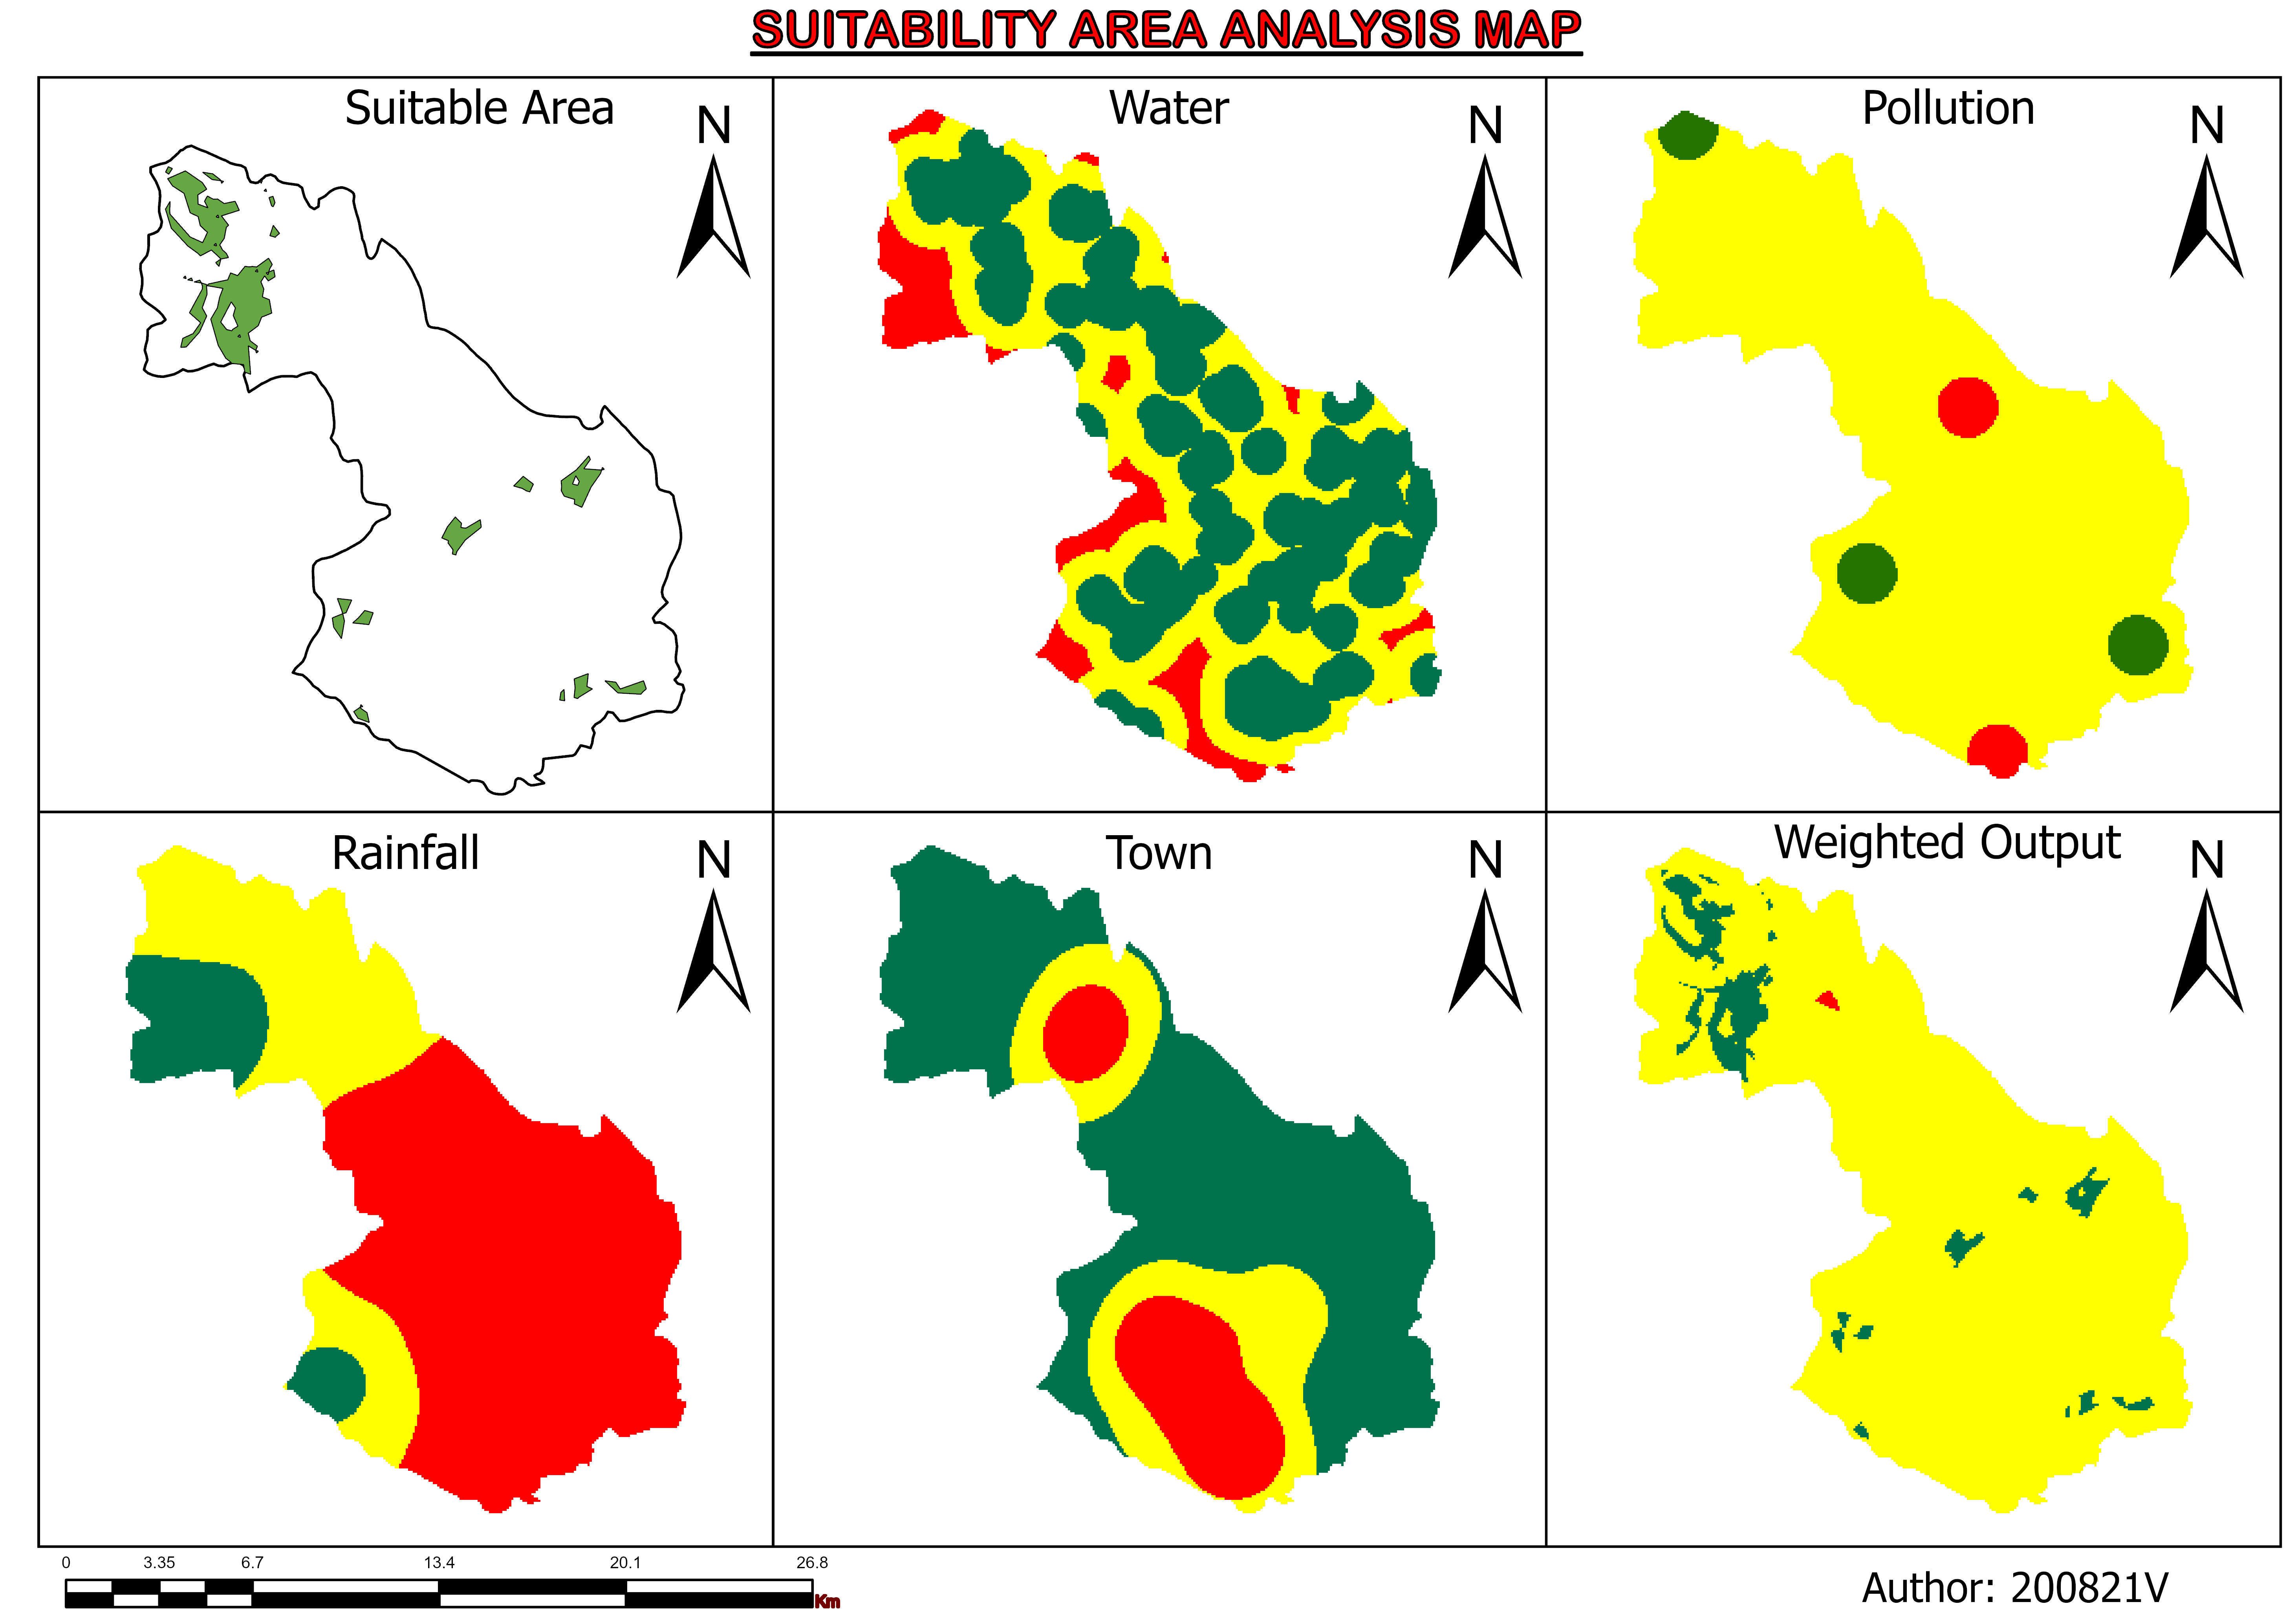 SUITABILITY AREA ANALYSIS MAP
Suitable Area
N
Water
N
Pollution
N
Rainfall
N
Town
N
Weighted Output
N
0 3.35 6.7 13.4 20.1 26.8
Km
Author: 200821V